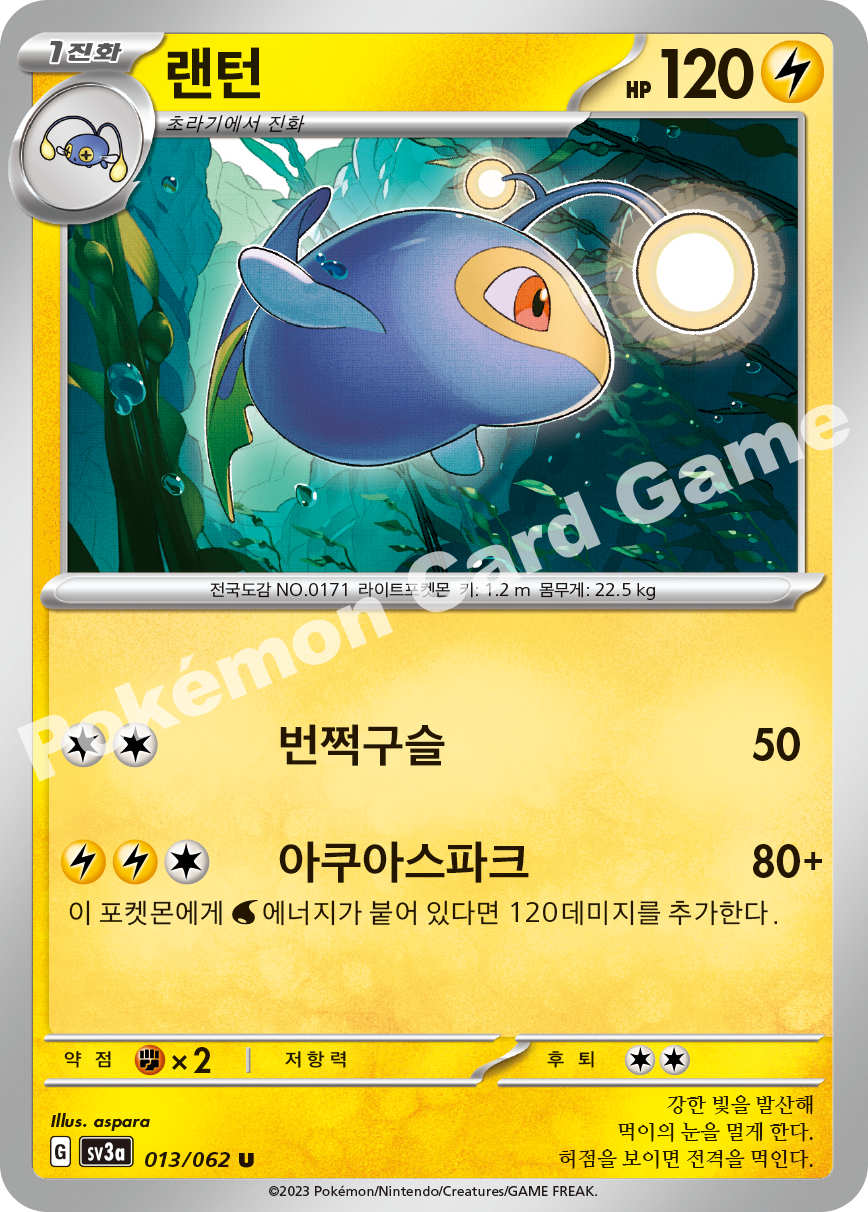 1진화
랜턴
HP 120
초라기에서 진화
전국도감 NO.0171 라이트포켓몬 키: 1.2 m 몸무게: 22.5 kg
Pokémon Card Game
번쩍구슬 50
아쿠아스파크 80+
이 포켓몬에게 에너지가 붙어 있다면 120데미지를 추가한다.
약점 ×2 저항력 후퇴
강한 빛을 발산해
먹이의 눈을 멀게 한다.
허점을 보이면 전격을 먹인다.
Illus. aspara
G sv3a 013/062 U
©2023 Pokémon/Nintendo/Creatures/GAME FREAK.